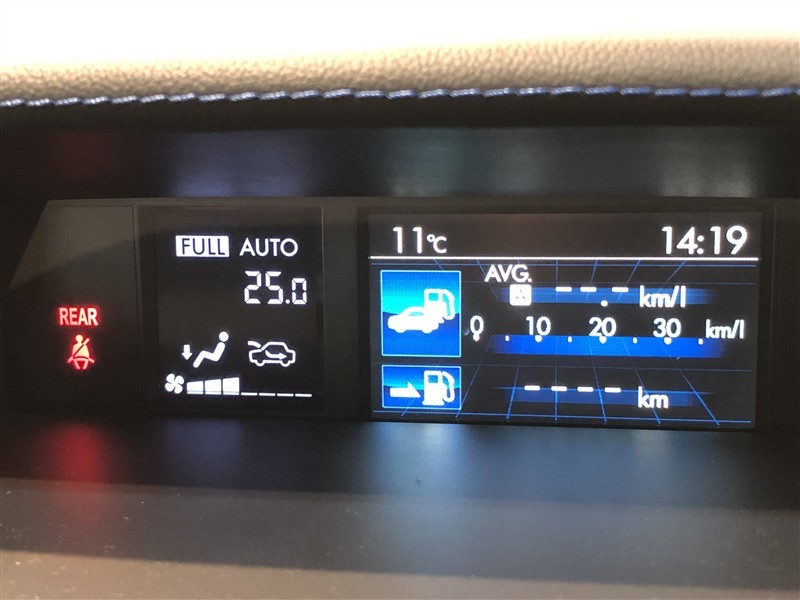 REAR
FULL AUTO
25.0
11℃ 14:19
AVG.
A --.- km/l
0 10 20 30 km/l
---- km